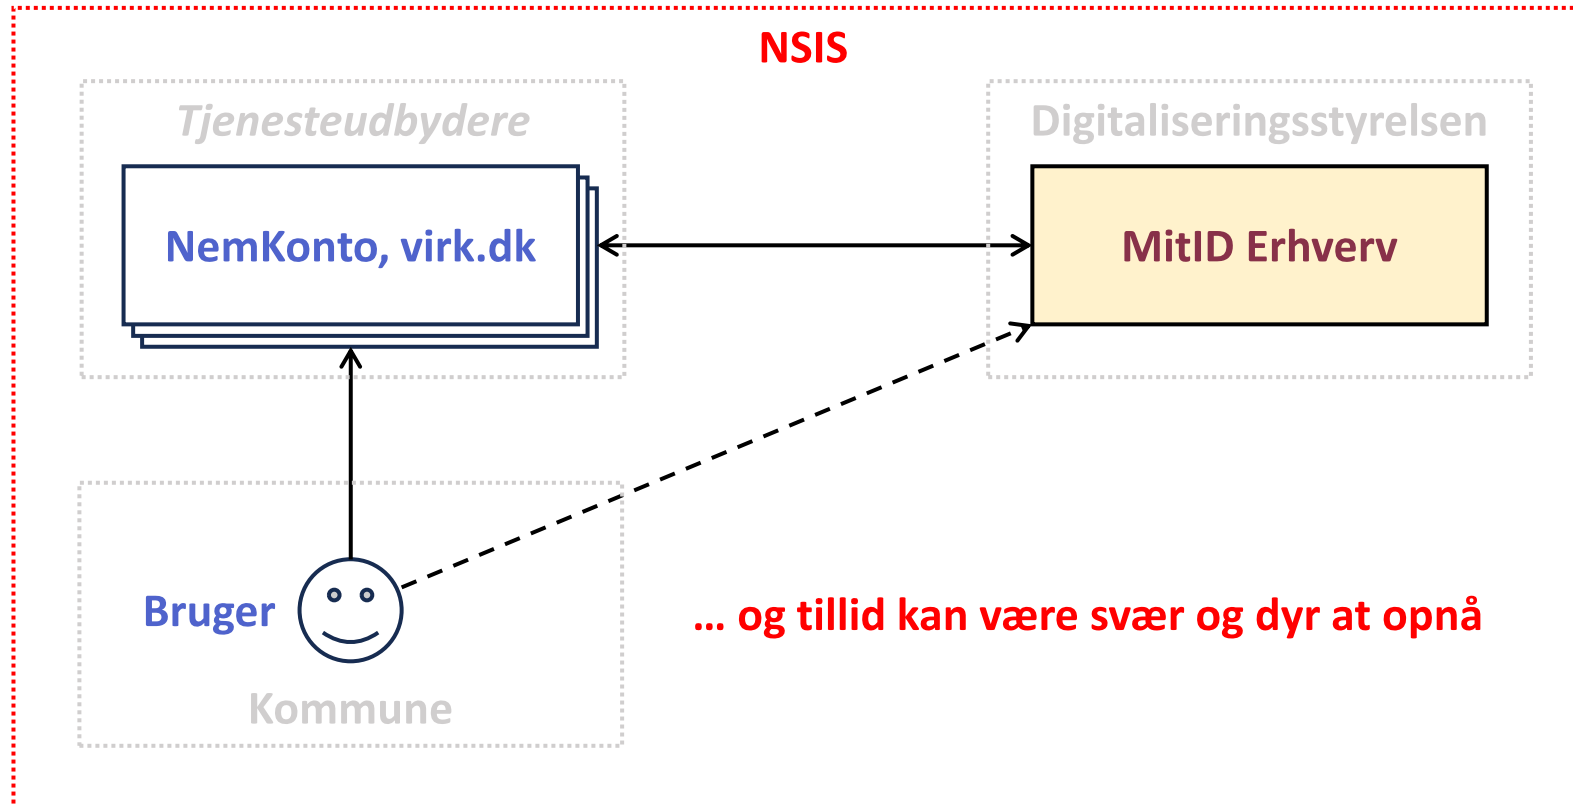 NSIS
Tjenesteudbydere
Digitaliseringsstyrelsen
NemKonto, virk.dk
MitID Erhverv
Bruger
... og tillid kan være svær og dyr at opnå
Kommune